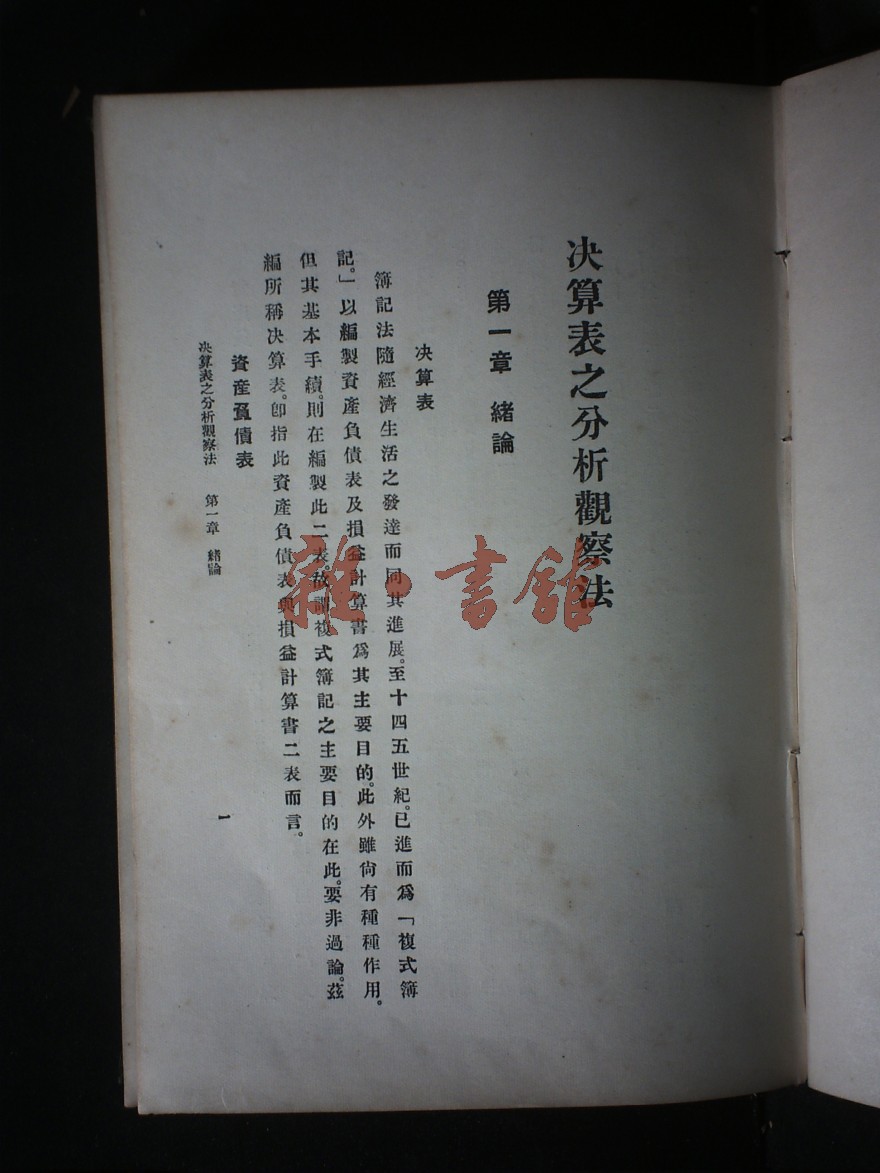 决算表之分析觀察法
第一章 緒論
决算表
簿記法隨經濟生活之發達而同其進展。至十四五世紀。已進而爲「複式簿
記。」以編製資產負債表及損益計算書爲其主要目的。此外雖尙有種種作用。
但其基本手續。則在編製此二表。故謂複式簿記之主要目的在此。要非過論。茲
編所稱决算表。卽指此資產負債表與損益計算書二表而言。
資產負債表
决算表之分析觀察法 第一章 緒論
一
雜·書館